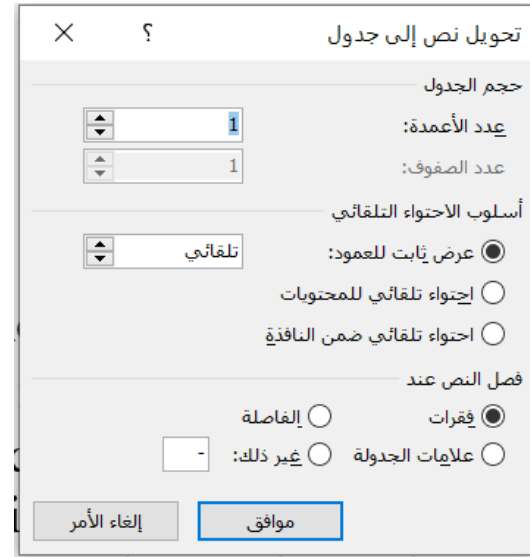 تحويل نص إلى جدول ؟
حجم الجدول
عدد الأعمدة: 1
عدد الصفوف: 1
أسلوب الاحتواء التلقائي
عرض ثابت للعمود: تلقائي
احتواء تلقائي للمحتويات
احتواء تلقائي ضمن النافذة
فصل النص عند
فقرات الفاصلة
علامات الجدولة غير ذلك: -
موافق إلغاء الأمر